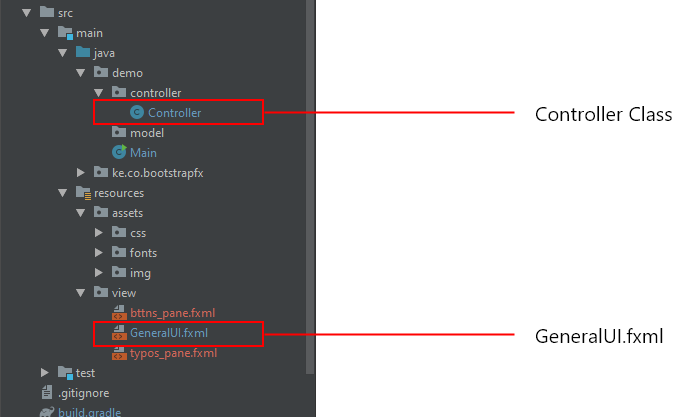 src
main
java
demo
controller
Controller
Controller Class
model
Main
ke.co.bootstrapfx
resources
assets
css
fonts
img
view
bttns_pane.fxml
GeneralUI.fxml
GeneralUI.fxml
typos_pane.fxml
test
.gitignore
build.gradle